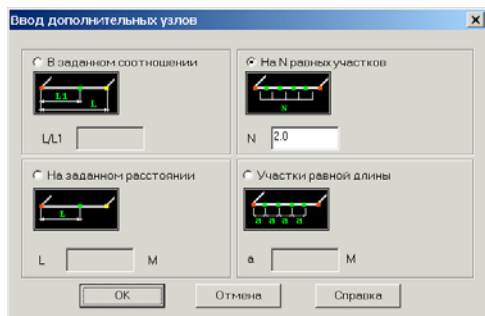 Ввод дополнительных узлов
В заданном соотношении
L1
L
L/L1
На N равных участков
N
N 2.0
На заданном расстоянии
L
L М
Участки равной длины
a a a a
a М
OK Отмена Справка